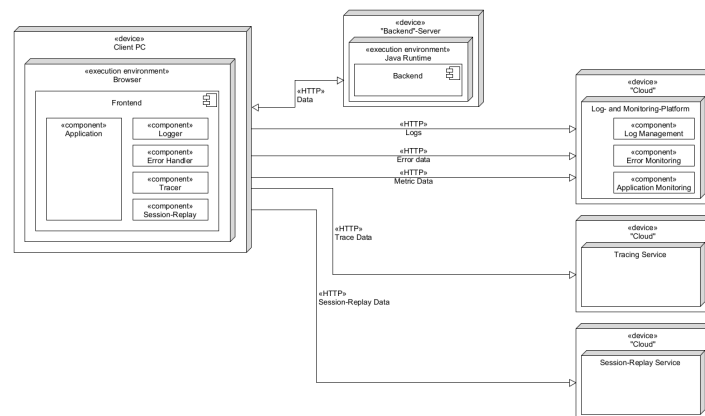 «device»
Client PC
«execution environment»
Browser
Frontend
«component»
Application
«component»
Logger
«component»
Error Handler
«component»
Tracer
«component»
Session-Replay
«device»
"Backend"-Server
«execution environment»
Java Runtime
Backend
«HTTP»
Data
«HTTP»
Logs
«HTTP»
Error data
«HTTP»
Metric Data
«HTTP»
Trace Data
«HTTP»
Session-Replay Data
«device»
"Cloud"
Log- and Monitoring-Platform
«component»
Log Management
«component»
Error Monitoring
«component»
Application Monitoring
«device»
"Cloud"
Tracing Service
«device»
"Cloud"
Session-Replay Service